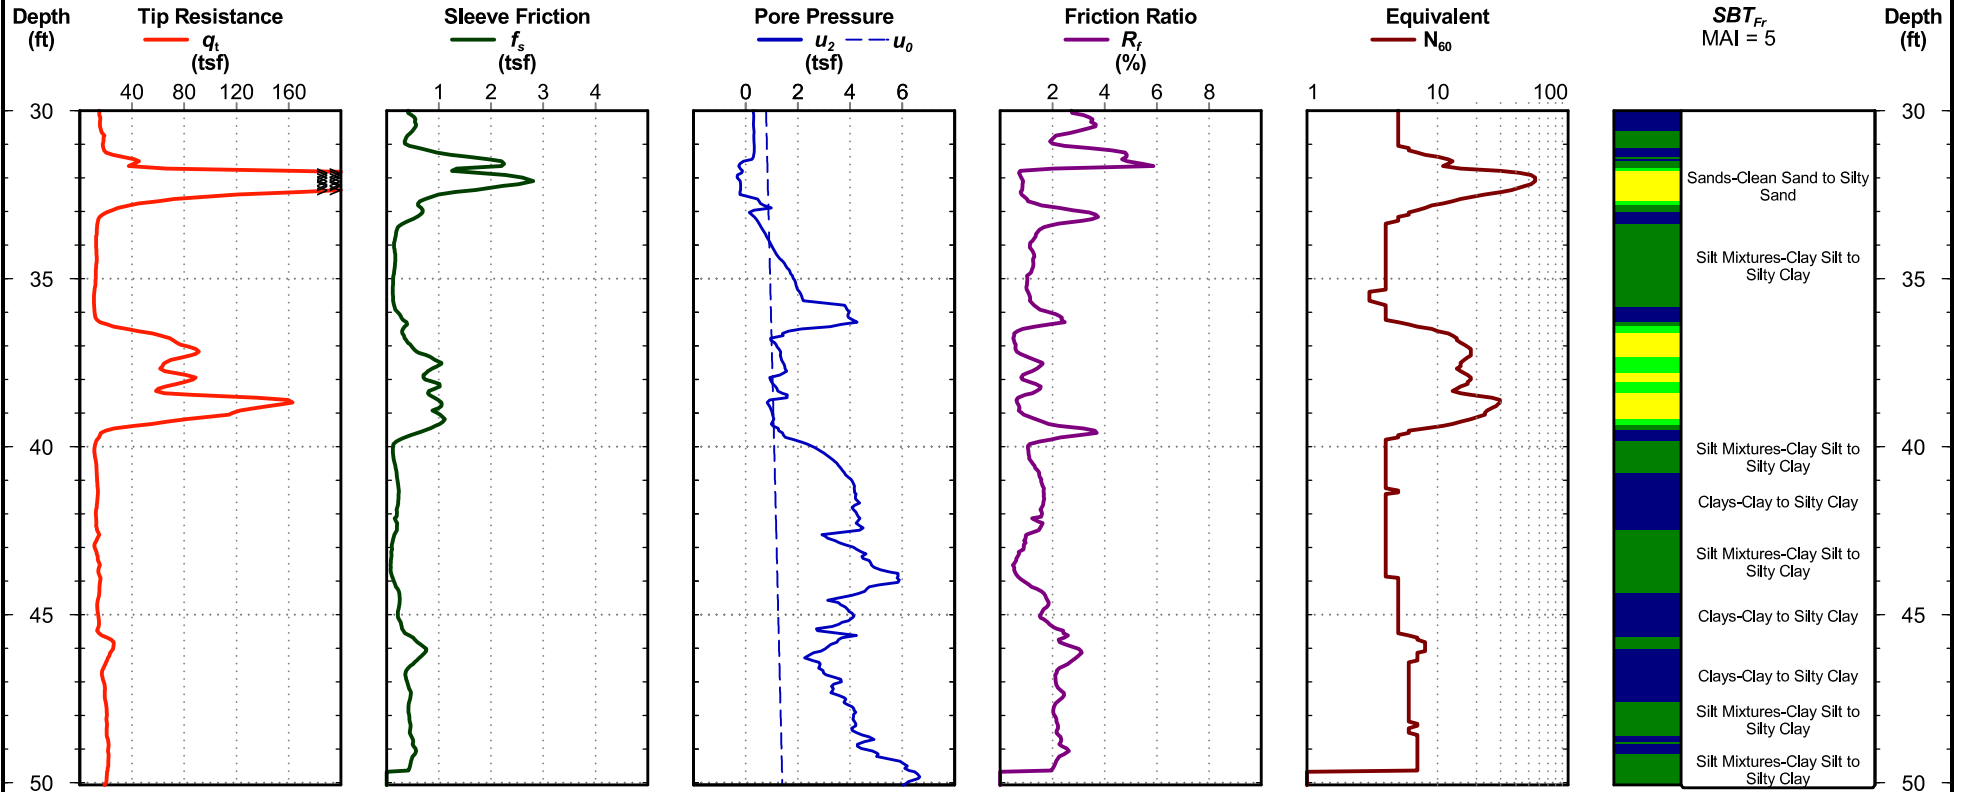 Depth
(ft)
Tip Resistance
qt
(tsf)
40 80 120 160
Sleeve Friction
fs
(tsf)
1 2 3 4
Pore Pressure
u2 u0
(tsf)
0 2 4 6
Friction Ratio
Rf
(%)
2 4 6 8
Equivalent
N60
1 10 100
SBTFr
MAI = 5
Depth
(ft)
30
35
40
45
50
Sands-Clean Sand to Silty
Sand
Silt Mixtures-Clay Silt to
Silty Clay
Silt Mixtures-Clay Silt to
Silty Clay
Clays-Clay to Silty Clay
Silt Mixtures-Clay Silt to
Silty Clay
Clays-Clay to Silty Clay
Clays-Clay to Silty Clay
Silt Mixtures-Clay Silt to
Silty Clay
Silt Mixtures-Clay Silt to
Silty Clay
30
35
40
45
50